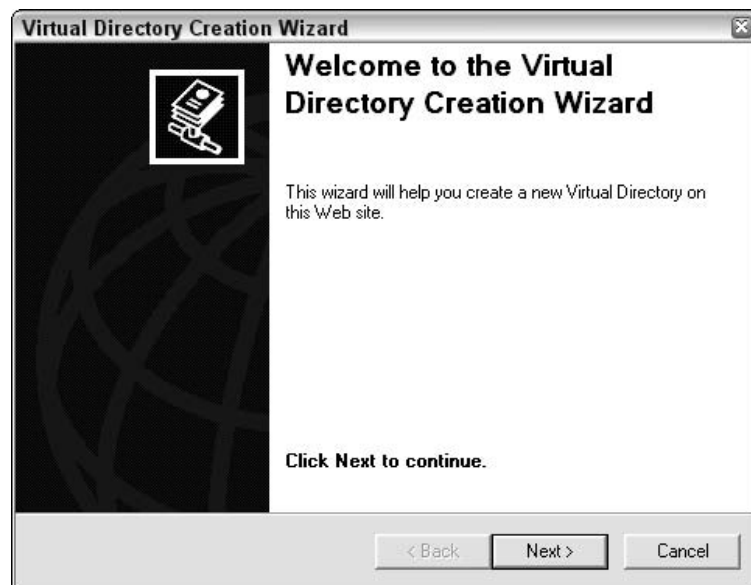 Virtual Directory Creation Wizard
Welcome to the Virtual
Directory Creation Wizard
This wizard will help you create a new Virtual Directory on
this Web site.
Click Next to continue.
< Back
Next >
Cancel